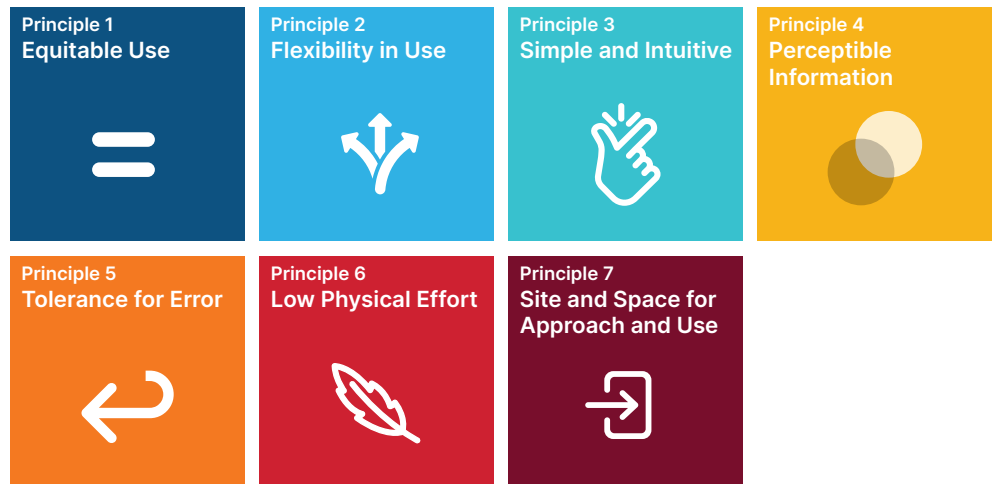 Principle 1
Equitable Use
Principle 2
Flexibility in Use
Principle 3
Simple and Intuitive
Principle 4
Perceptible
Information
Principle 5
Tolerance for Error
Principle 6
Low Physical Effort
Principle 7
Site and Space for
Approach and Use